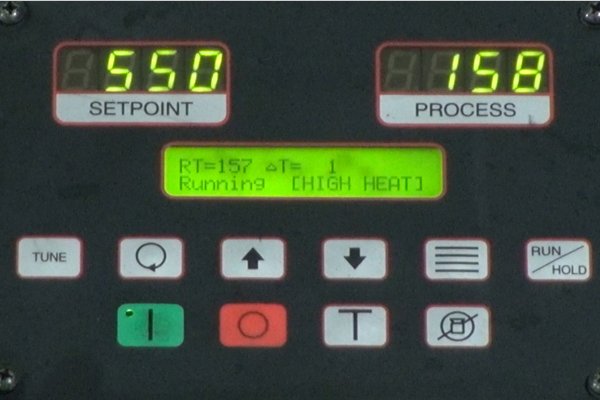 550
SETPOINT
158
PROCESS
RT=157 ΔT= 1
Running [HIGH HEAT]
TUNE
RUN/HOLD